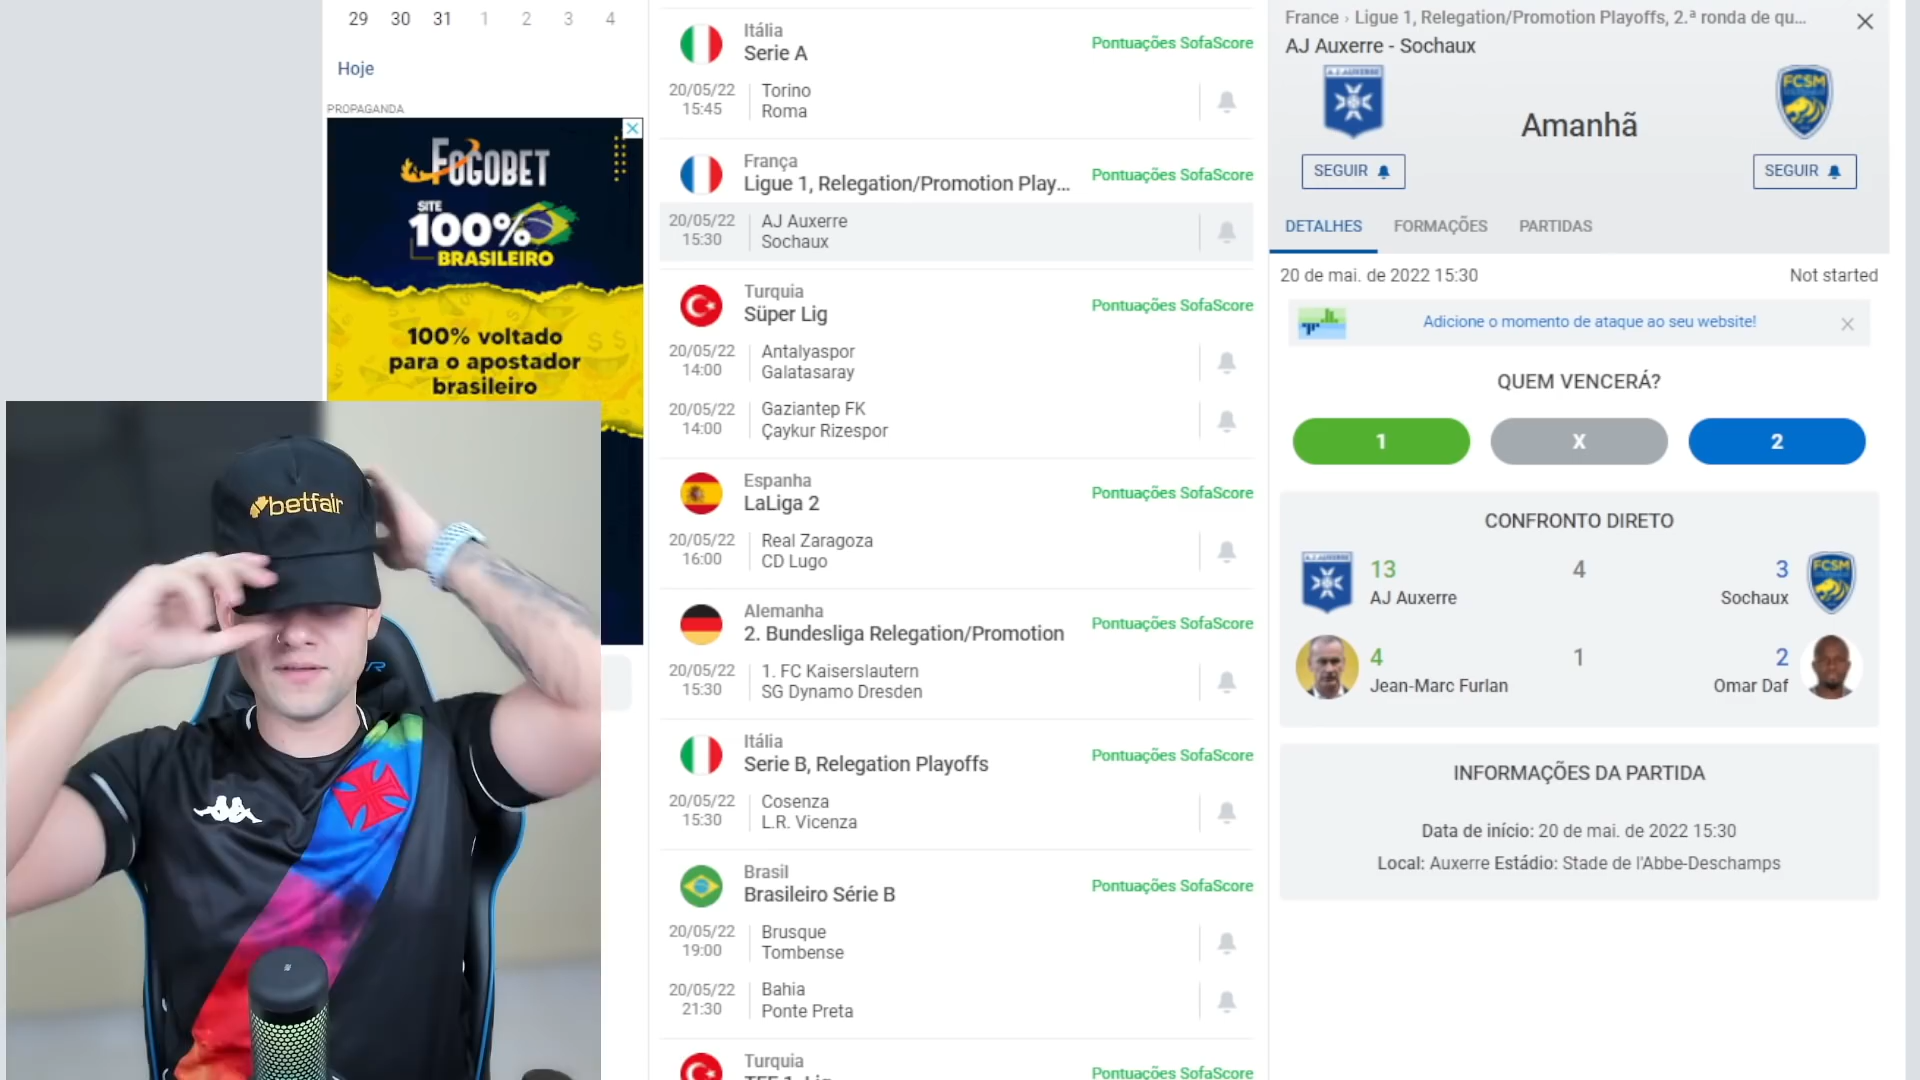 29 30 31 1 2 3 4
Hoje
PROPAGANDA
FOGOBET
SITE
100%
BRASILEIRO
100% voltado
para o apostador
brasileiro
betfair
Itália
Serie A
Pontuações SofaScore
20/05/22 Torino
15:45 Roma
França
Ligue 1, Relegation/Promotion Play...
Pontuações SofaScore
20/05/22 AJ Auxerre
15:30 Sochaux
Turquia
Süper Lig
Pontuações SofaScore
20/05/22 Antalyaspor
14:00 Galatasaray
20/05/22 Gaziantep FK
14:00 Çaykur Rizespor
Espanha
LaLiga 2
Pontuações SofaScore
20/05/22 Real Zaragoza
16:00 CD Lugo
Alemanha
2. Bundesliga Relegation/Promotion
Pontuações SofaScore
20/05/22 1. FC Kaiserslautern
15:30 SG Dynamo Dresden
Itália
Serie B, Relegation Playoffs
Pontuações SofaScore
20/05/22 Cosenza
15:30 L.R. Vicenza
Brasil
Brasileiro Série B
Pontuações SofaScore
20/05/22 Brusque
19:00 Tombense
20/05/22 Bahia
21:30 Ponte Preta
Turquia
Pontuações SofaScore
France › Ligue 1, Relegation/Promotion Playoffs, 2.ª ronda de qu...
AJ Auxerre - Sochaux
A.J. AUXERRE
FCSM
Amanhã
SEGUIR SEGUIR
DETALHES FORMAÇÕES PARTIDAS
20 de mai. de 2022 15:30 Not started
Adicione o momento de ataque ao seu website!
QUEM VENCERÁ?
1 X 2
CONFRONTO DIRETO
A.J. AUXERRE
13 4 3
FCSM
AJ Auxerre Sochaux
4 1 2
Jean-Marc Furlan Omar Daf
INFORMAÇÕES DA PARTIDA
Data de início: 20 de mai. de 2022 15:30
Local: Auxerre Estádio: Stade de l'Abbe-Deschamps